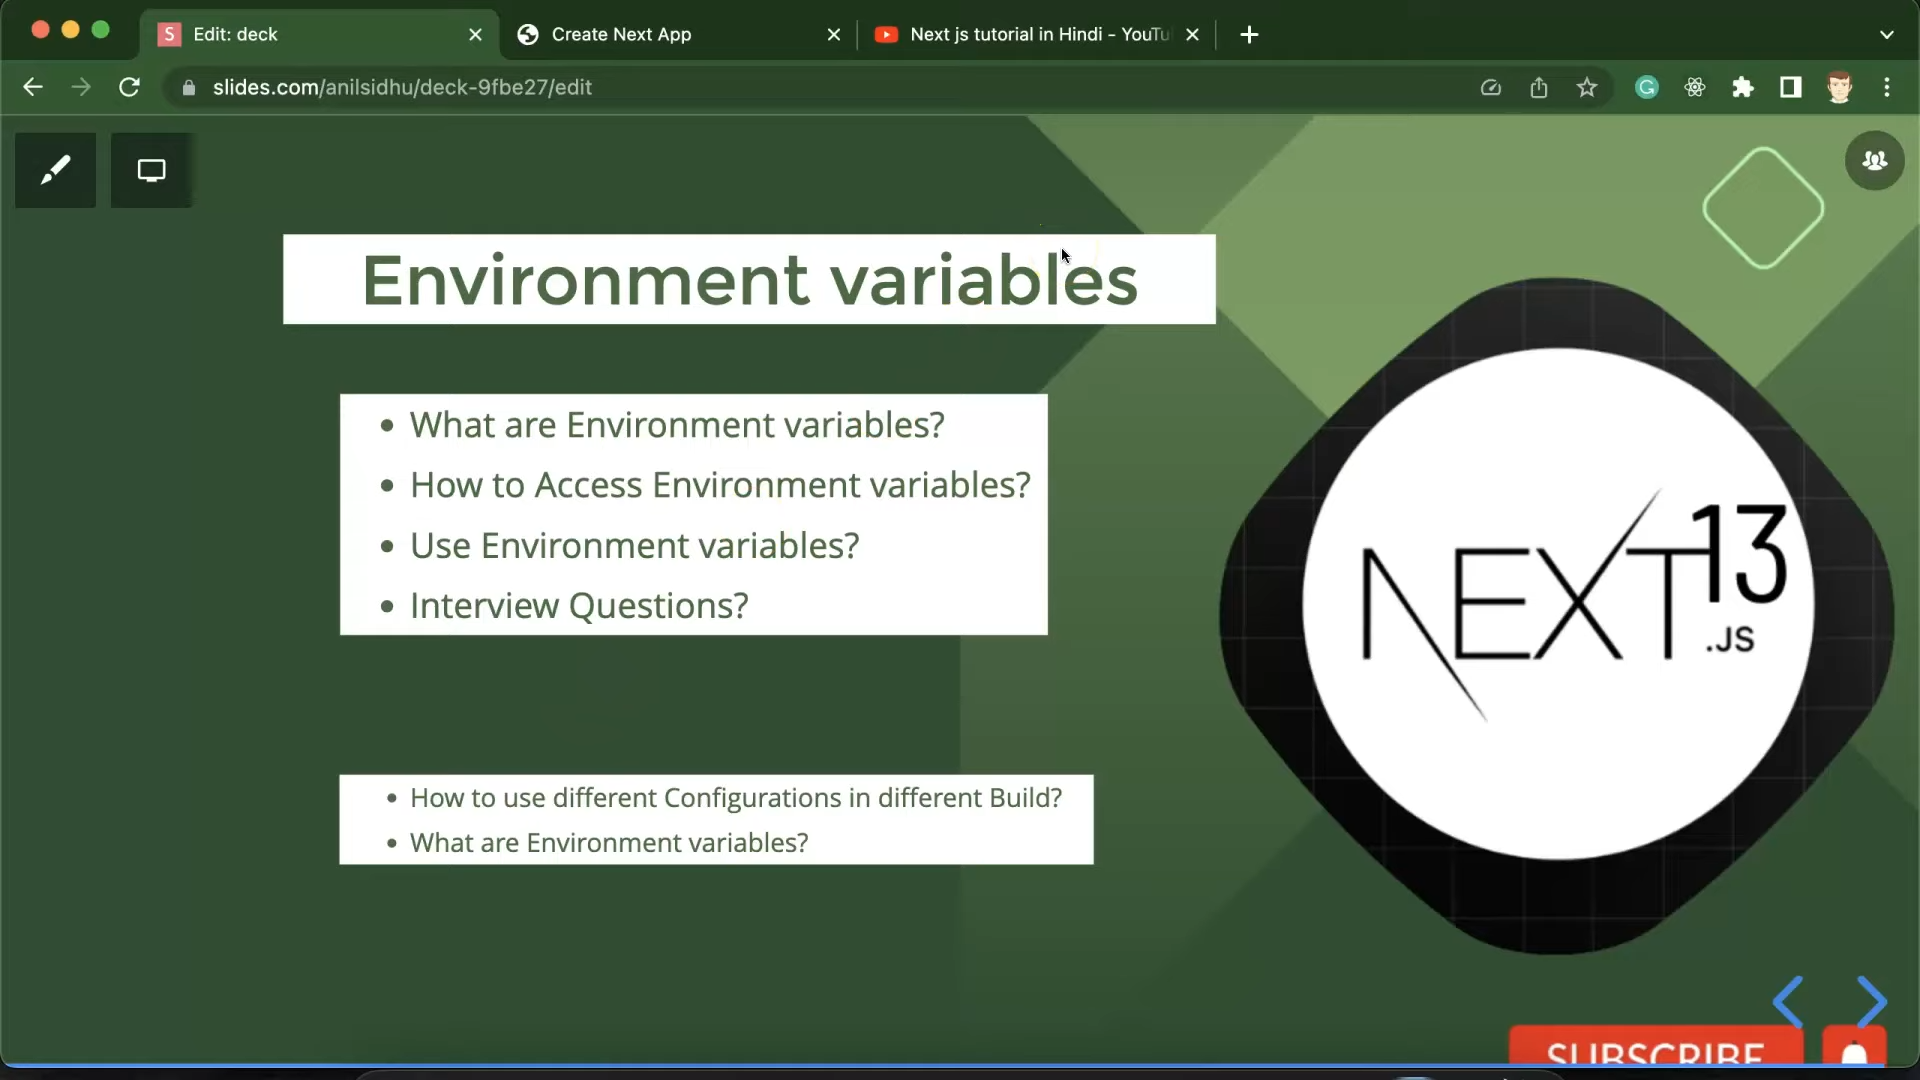 S Edit: deck
Create Next App
Next js tutorial in Hindi - YouTu
slides.com/anilsidhu/deck-9fbe27/edit
Environment variables
• What are Environment variables?
• How to Access Environment variables?
• Use Environment variables?
• Interview Questions?
NEXT 13
.JS
• How to use different Configurations in different Build?
• What are Environment variables?
SUBSCRIBE